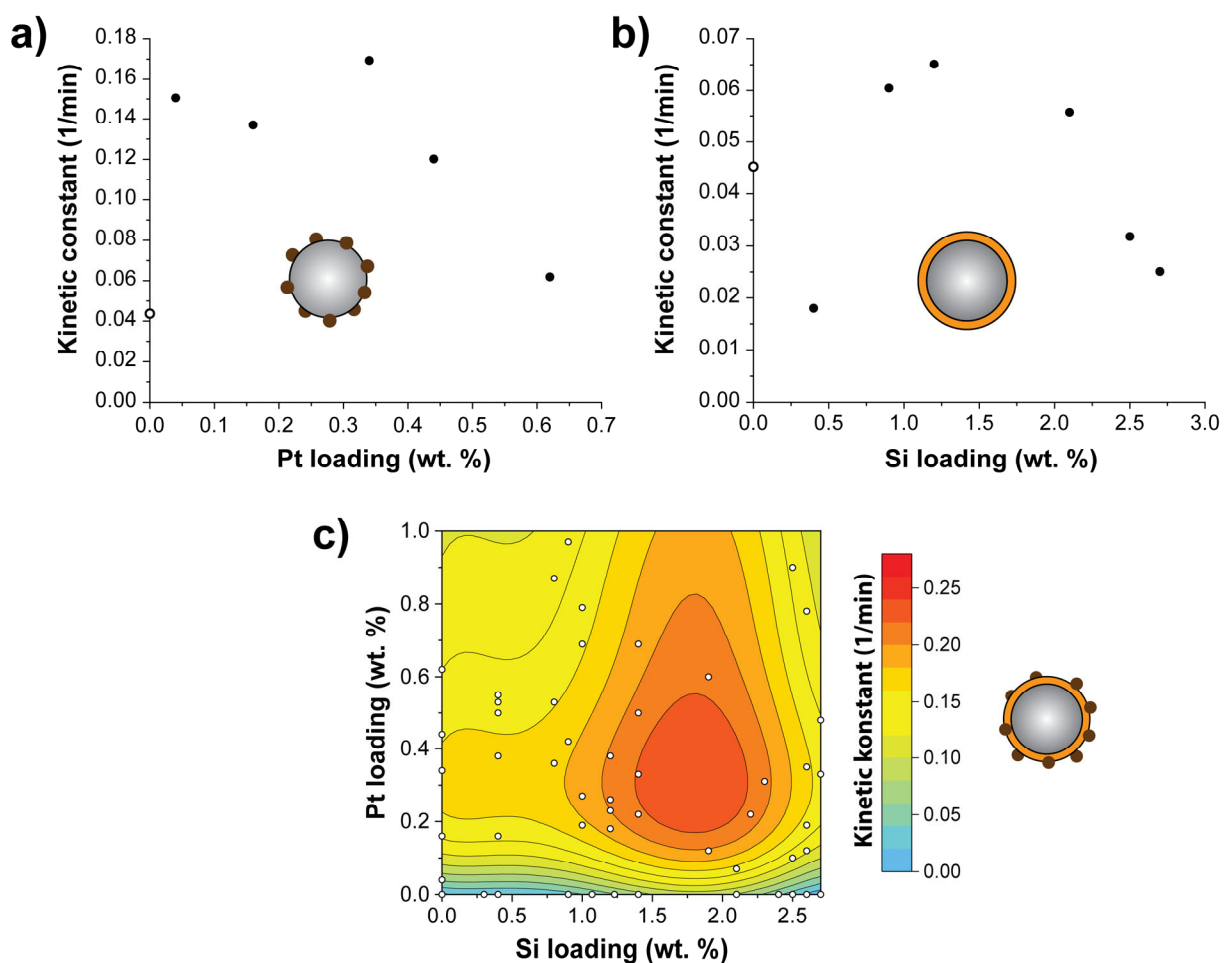 a)
Kinetic constant (1/min)
0.18
0.16
0.14
0.12
0.10
0.08
0.06
0.04
0.02
0.00
0.0 0.1 0.2 0.3 0.4 0.5 0.6 0.7
Pt loading (wt. %)
b)
Kinetic constant (1/min)
0.07
0.06
0.05
0.04
0.03
0.02
0.01
0.00
0.0 0.5 1.0 1.5 2.0 2.5 3.0
Si loading (wt. %)
c)
Pt loading (wt. %)
1.0
0.8
0.6
0.4
0.2
0.0
0.0 0.5 1.0 1.5 2.0 2.5
Si loading (wt. %)
Kinetic konstant (1/min)
0.25
0.20
0.15
0.10
0.05
0.00